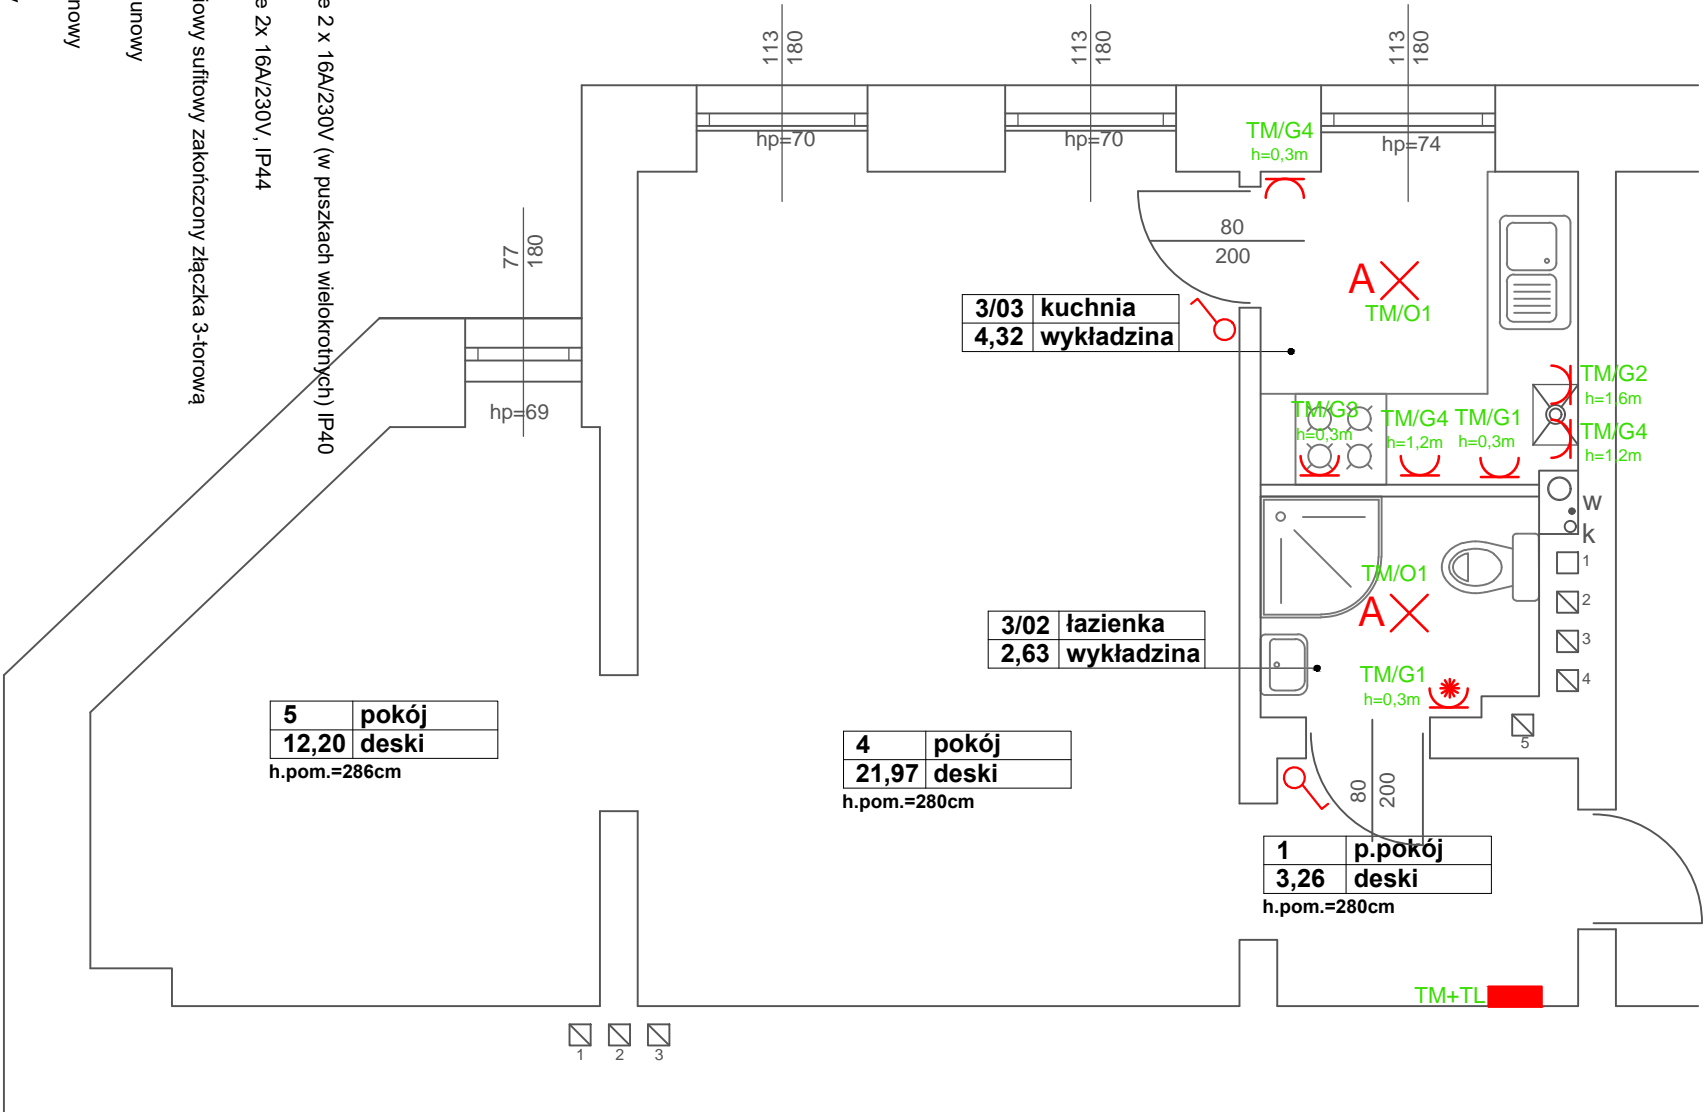 e 2 x 16A/230V (w puszkach wielokrotnych) IP40
e 2x 16A/230V, IP44
iowy sufitowy zakończony złączka 3-torową
unowy
nowy
113
180
113
180
113
180
hp=70
hp=70
hp=74
TM/G4
h=0,3m
77
180
hp=69
80
200
A
TM/O1
3/03 kuchnia
4,32 wykładzina
TM/G2
h=1,6m
TM/G3
h=0,3m
TM/G4
h=1,2m
TM/G1
h=0,3m
TM/G4
h=1,2m
w
k
1
2
3
4
5
TM/O1
A
3/02 łazienka
2,63 wykładzina
TM/G1
h=0,3m
5 pokój
12,20 deski
h.pom.=286cm
4 pokój
21,97 deski
h.pom.=280cm
80
200
1 p.pokój
3,26 deski
h.pom.=280cm
TM+TL
1
2
3